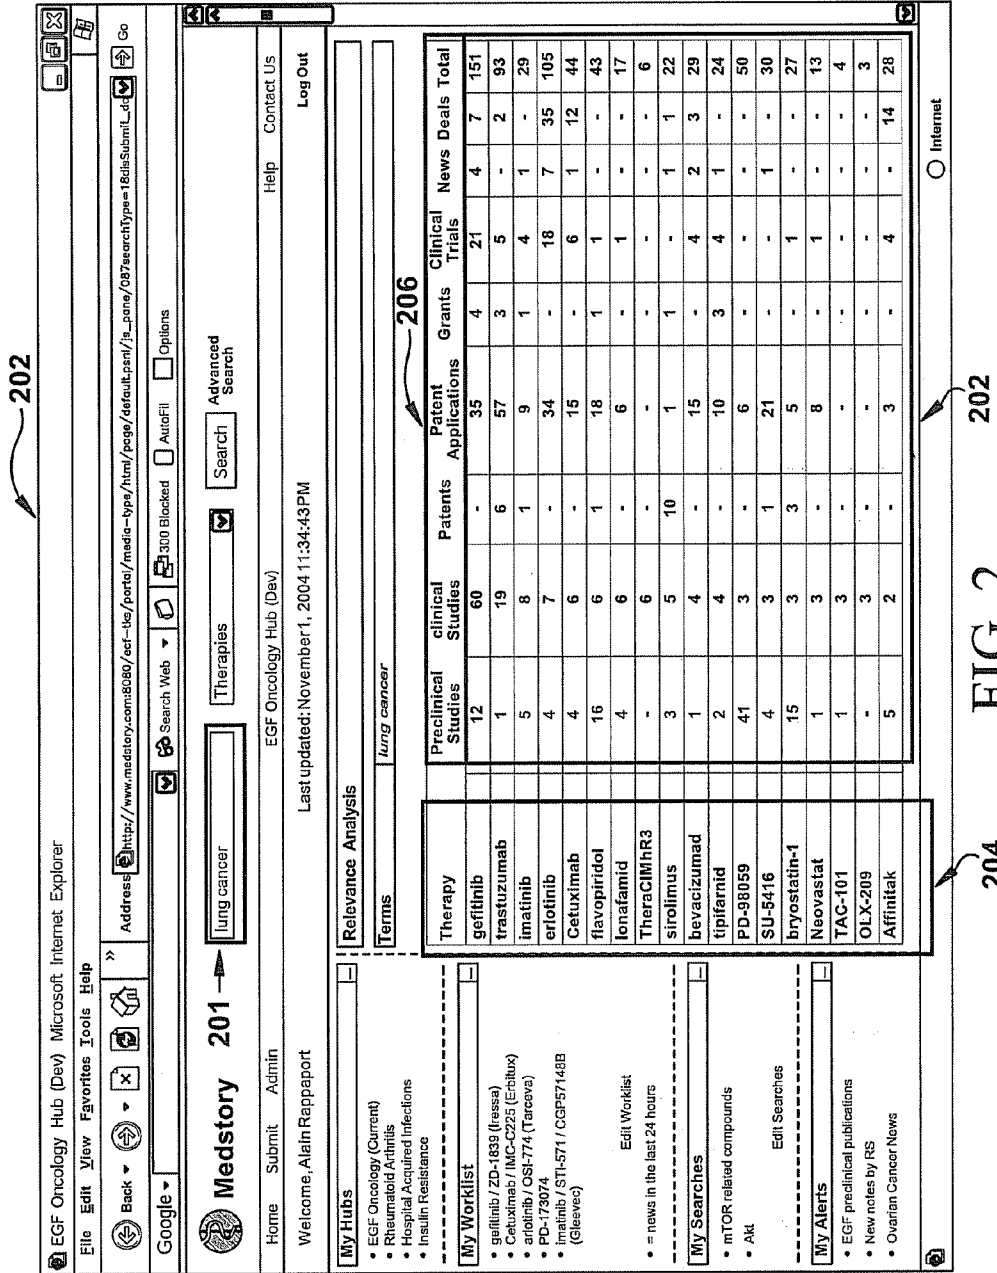 202
EGF Oncology Hub (Dev) Microsoft Internet Explorer
File Edit View Favorites Tools Help
Back
Address http://www.medstory.com:8080/ecf-tks/portal/media-type/html/page/default.psnl/js_pane/087searchType=18disSubmit_do Go
Google Search Web 300 Blocked AutoFil Options
Medstory 201 lung cancer Therapies Search Advanced Search
Home Submit Admin EGF Oncology Hub (Dev) Help Contact Us
Welcome, Alain Rappaport Last updated: November 1, 2004 11:34:43PM Log Out
My Hubs
• EGF Oncology (Current)
• Rheumatoid Arthtis
• Hospital Acquired Infections
• Insulin Resistance
My Worklist
• gefitinib / ZD-1839 (Iressa)
• Cetuximab / IMC-C225 (Erbitux)
• arlotinib / OSI-774 (Tarceva)
• PD-173074
• imatinib / STI-571 / CGP57148B
(Gleevec)
Edit Worklist
• = news in the last 24 hours
My Searches
• mTOR related compounds
• Akt
Edit Searches
My Alerts
• EGF preclinical publications
• New notes by RS
• Ovarian Cancer News
Relevance Analysis
Terms lung cancer
206
Therapy Preclinical Studies clinical Studies Patents Patent Applications Grants Clinical Trials News Deals Total
gefitinib 12 60 - 35 4 21 4 7 151
trastuzumab 1 19 6 57 3 5 - 2 93
imatinib 5 8 1 9 1 4 1 - 29
erlotinib 4 7 - 34 - 18 7 35 105
Cetuximab 4 6 - 15 - 6 1 12 44
flavopiridol 16 6 1 18 1 1 - - 43
lonafamid 4 6 - 6 - 1 - - 17
TheraCIMhR3 - 6 - - - - - - 6
sirolimus 3 5 10 1 1 - 1 1 22
bevacizumad 1 4 - 15 - 4 2 3 29
tipifarnid 2 4 - 10 3 4 1 - 24
PD-98059 41 3 - 6 - - - - 50
SU-5416 4 3 1 21 - - 1 - 30
bryostatin-1 15 3 3 5 - 1 - - 27
Neovastat 1 3 - 8 - 1 - - 13
TAC-101 1 3 - - - - - - 4
OLX-209 - 3 - - - - - - 3
Affinitak 5 2 - 3 - 4 - 14 28
Internet
204
202
FIG. 2